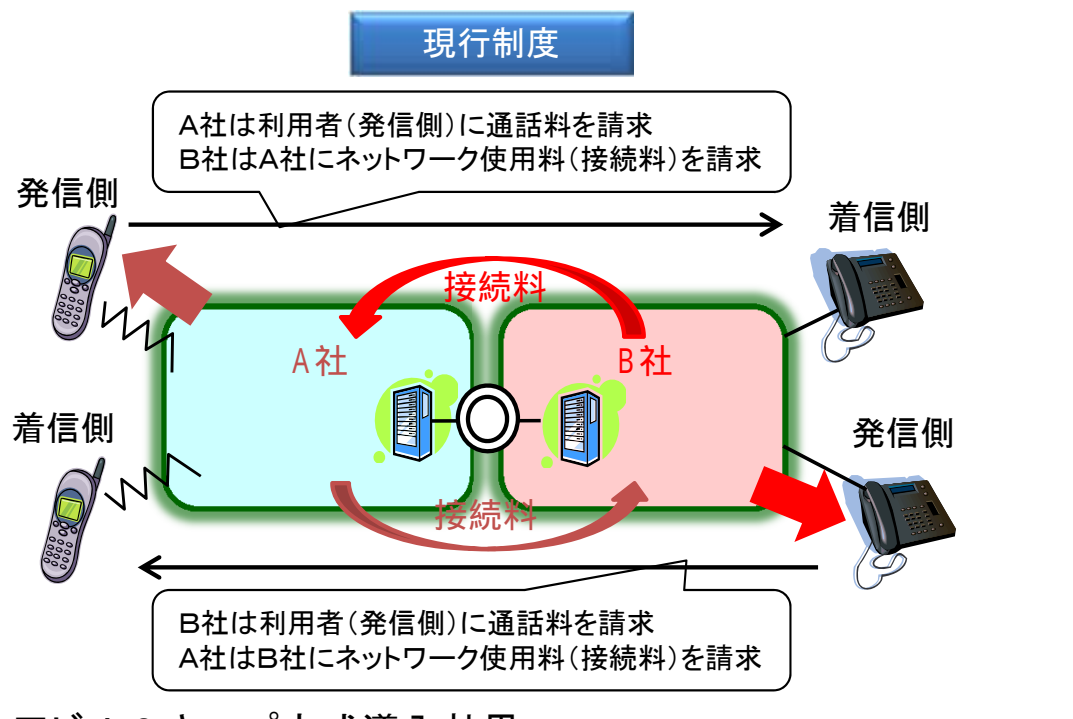 現行制度
A社は利用者(発信側)に通話料を請求
B社はA社にネットワーク使用料(接続料)を請求
発信側
着信側
接続料
A社
B社
着信側
発信側
接続料
B社は利用者(発信側)に通話料を請求
A社はB社にネットワーク使用料(接続料)を請求